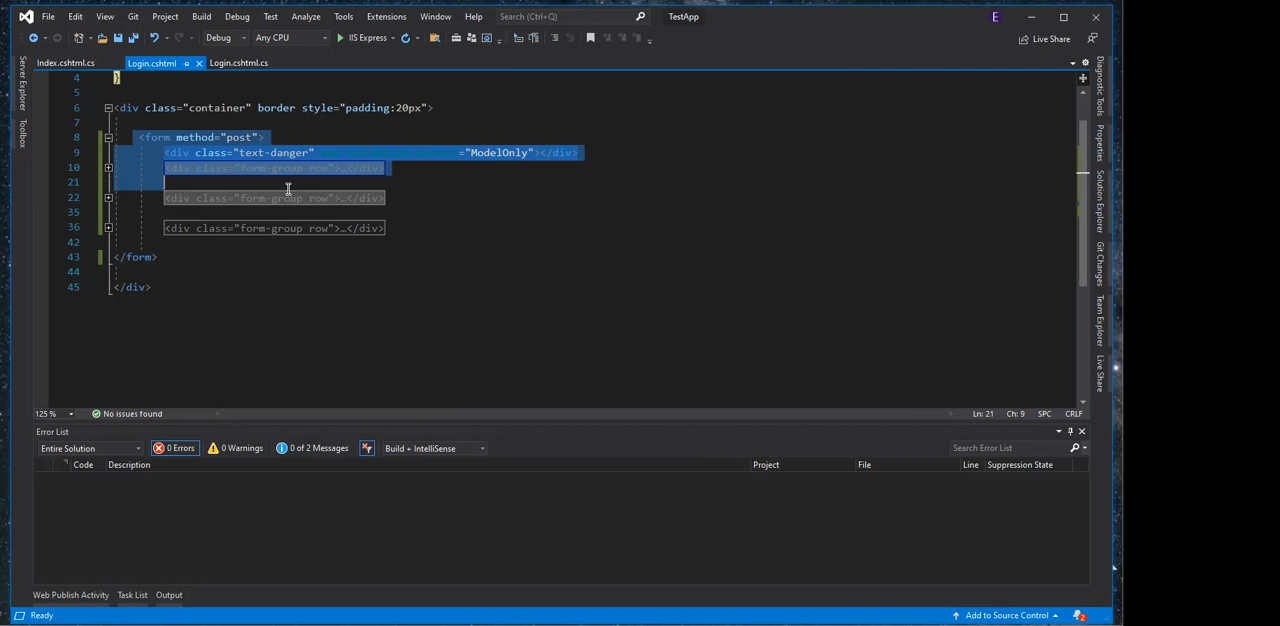 File Edit View Git Project Build Debug Test Analyze Tools Extensions Window Help Search (Ctrl+Q) TestApp E
Debug Any CPU IIS Express Live Share
Index.cshtml.cs Login.cshtml Login.cshtml.cs
Server Explorer
Toolbox
4 }
5
6 <div class="container" border style="padding:20px">
7
8 <form method="post">
9 <div class="text-danger" ="ModelOnly"></div>
10 <div class="form-group row">...</div>
21
22 <div class="form-group row">...</div>
35
36 <div class="form-group row">...</div>
42
43 </form>
44
45 </div>
Diagnostic Tools
Properties
Solution Explorer
Git Changes
Team Explorer
Live Share
125 % No issues found Ln: 21 Ch: 9 SPC CRLF
Error List
Entire Solution 0 Errors 0 Warnings 0 of 2 Messages Build + IntelliSense Search Error List
Code Description Project File Line Suppression State
Web Publish Activity Task List Output
Ready Add to Source Control 2